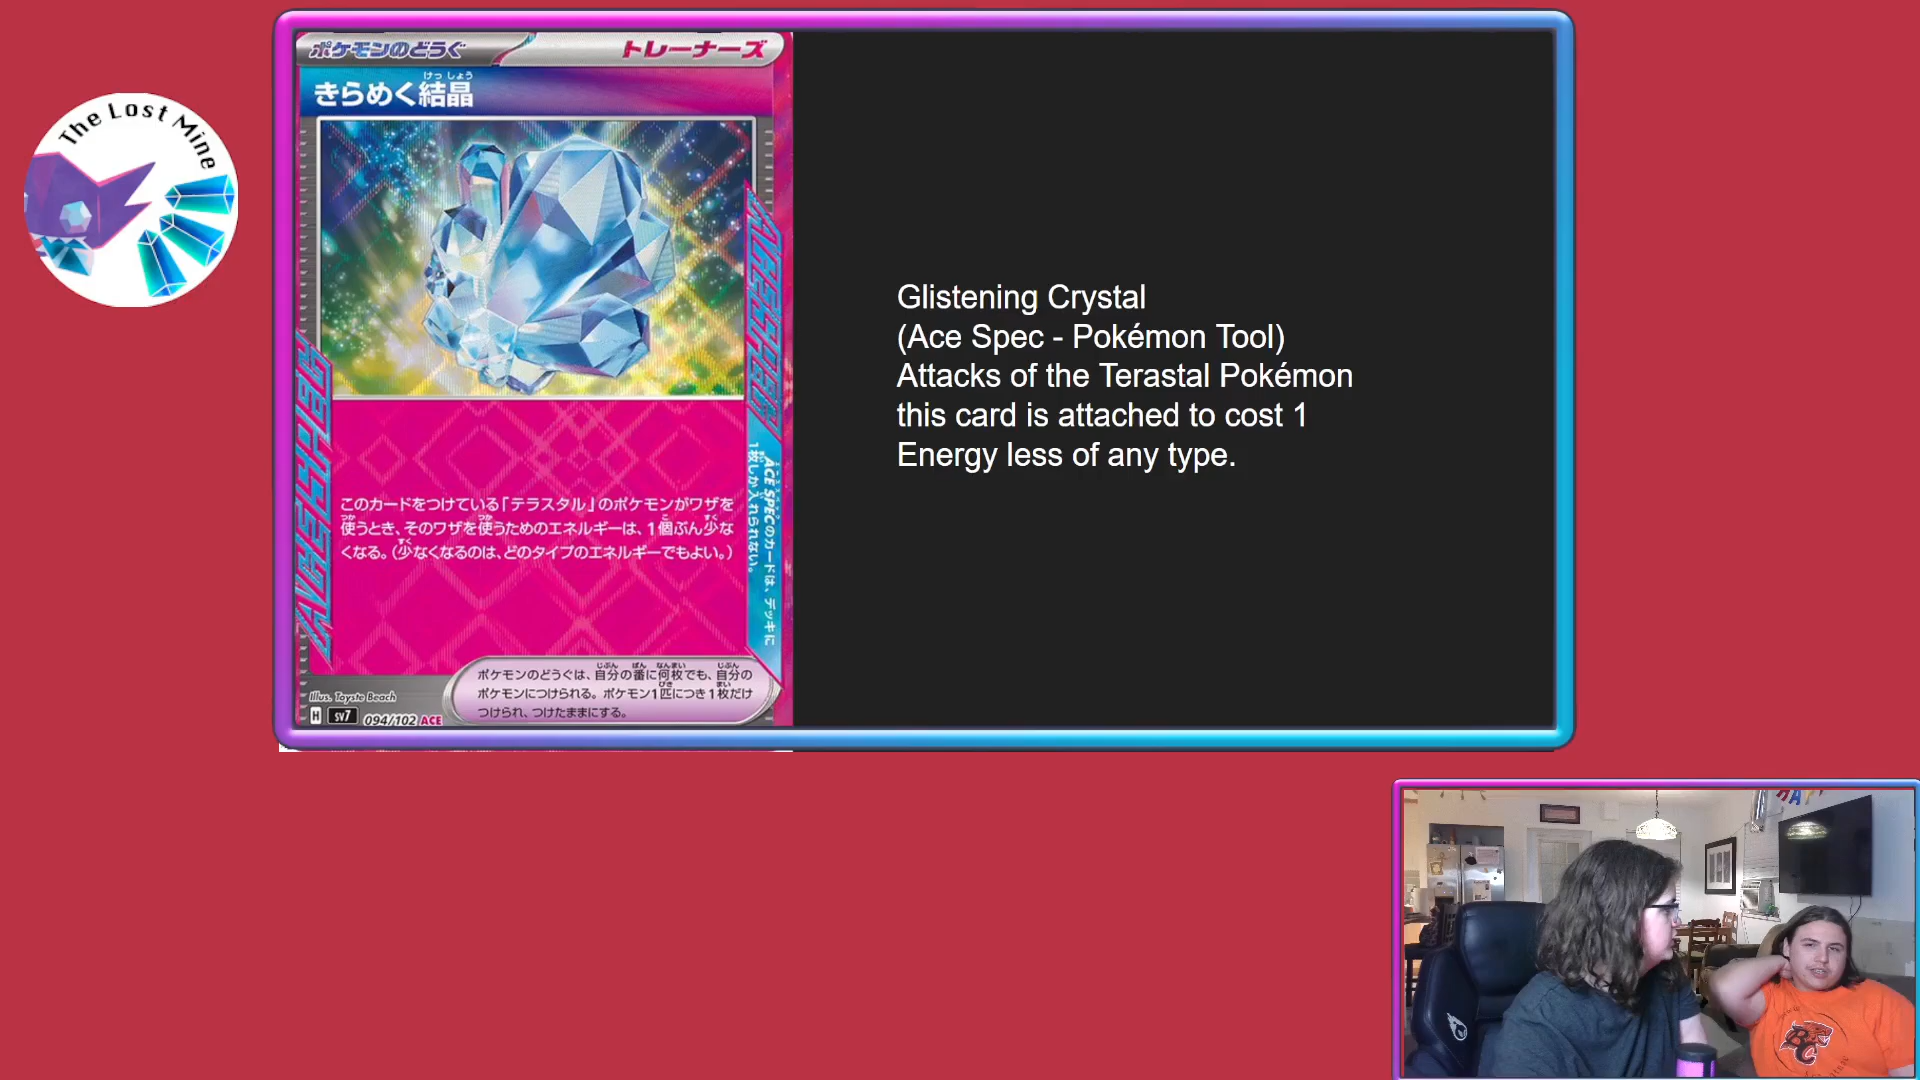 The Lost Mine
ポケモンのどうぐ
トレーナーズ
けっしょう
きらめく結晶
ACE SPEC
ACE SPEC
このカードをつけている「テラスタル」のポケモンがワザを
使うとき、そのワザを使うためのエネルギーは、1個ぶん少な
くなる。(少なくなるのは、どのタイプのエネルギーでもよい。)
ACE SPECのカードは、デッキに
1枚しか入れられない。
ポケモンのどうぐは、自分の番に何枚でも、自分の
ポケモンにつけられる。ポケモン1匹につき1枚だけ
つけられ、つけたままにする。
Illus. Toyste Beach
H sv7 094/102 ACE
Glistening Crystal
(Ace Spec - Pokémon Tool)
Attacks of the Terastal Pokémon
this card is attached to cost 1
Energy less of any type.
HAP
BC